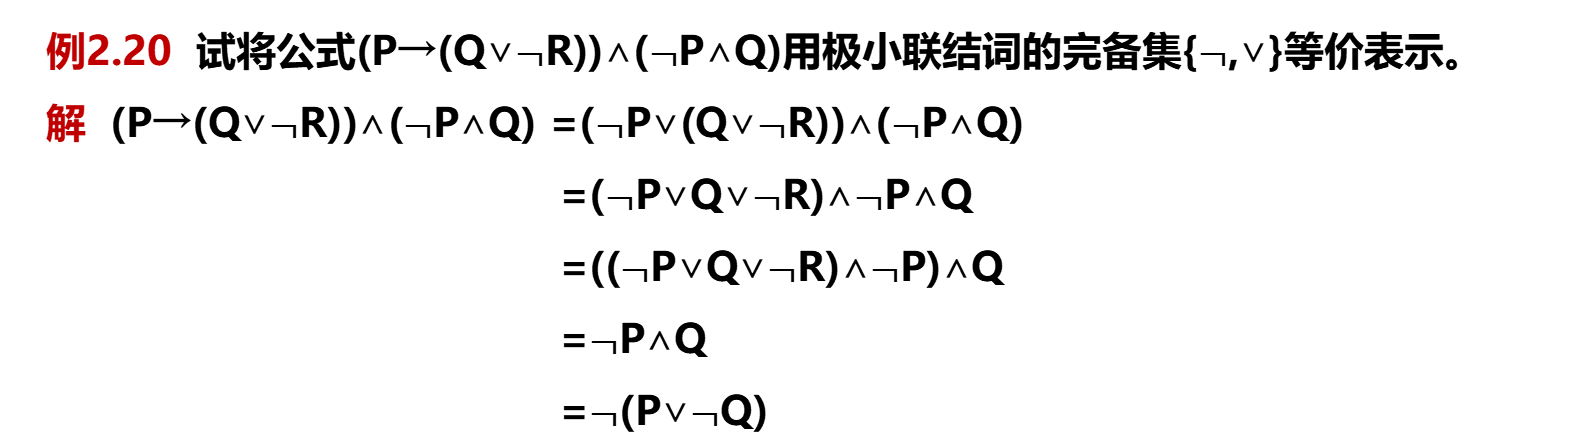 例2.20 试将公式(P→(Q∨¬R))∧(¬P∧Q)用极小联结词的完备集{¬,∨}等价表示。
解 (P→(Q∨¬R))∧(¬P∧Q) =(¬P∨(Q∨¬R))∧(¬P∧Q)
=(¬P∨Q∨¬R)∧¬P∧Q
=((¬P∨Q∨¬R)∧¬P)∧Q
=¬P∧Q
=¬(P∨¬Q)